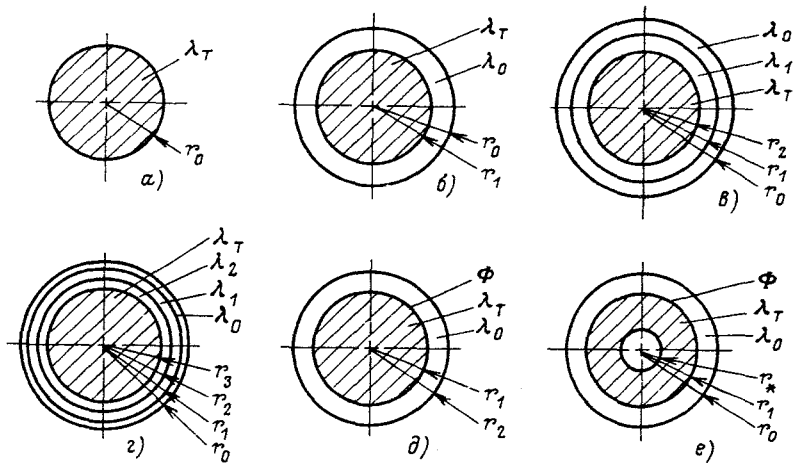 λт
r₀
а)
λт
λ₀
r₀
r₁
б)
λ₀
λ₁
λт
r₂
r₁
r₀
в)
λт
λ₂
λ₁
λ₀
r₃
r₂
r₁
r₀
г)
Ф
λт
λ₀
r₁
r₂
д)
Ф
λт
λ₀
r*
r₁
r₀
е)